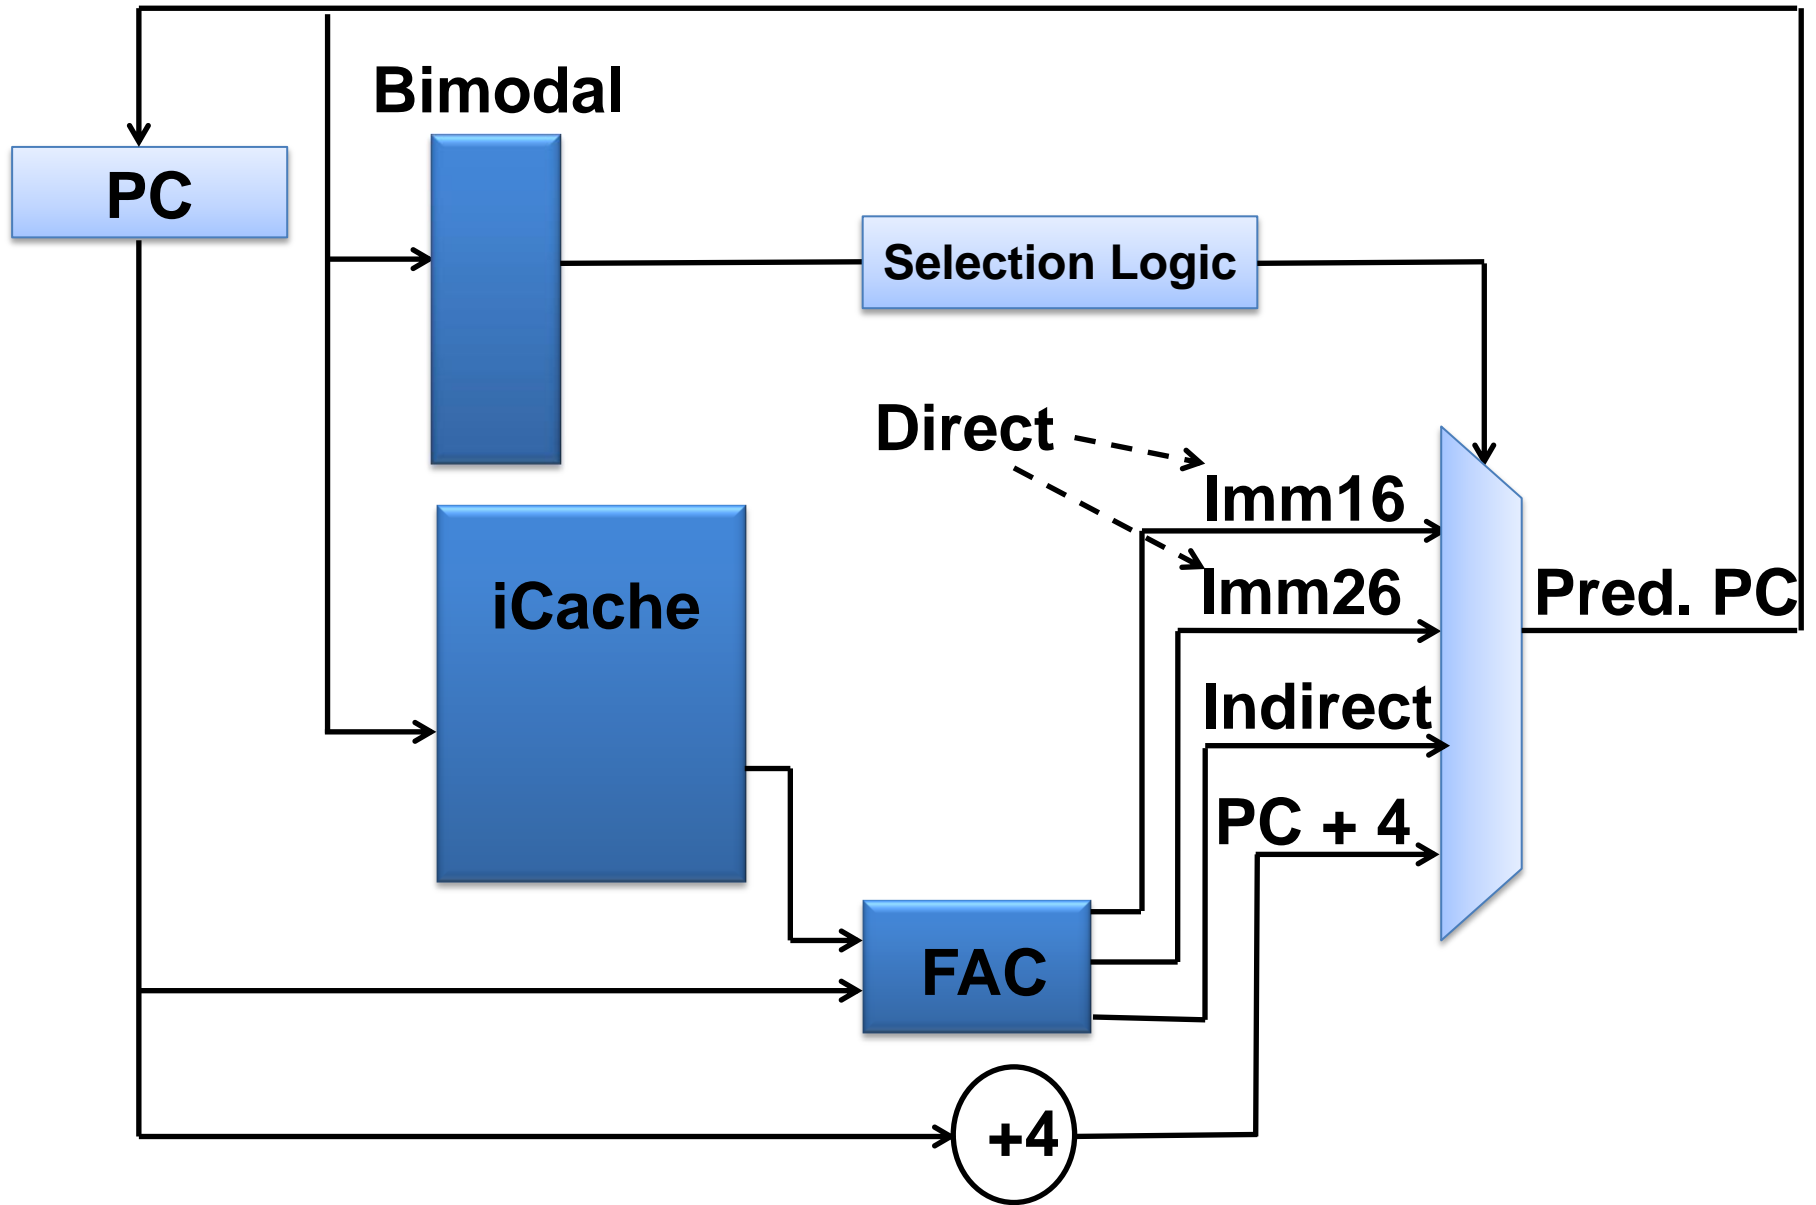 Bimodal
PC
Selection Logic
Direct
Imm16
iCache
Imm26
Pred. PC
Indirect
PC + 4
FAC
+4